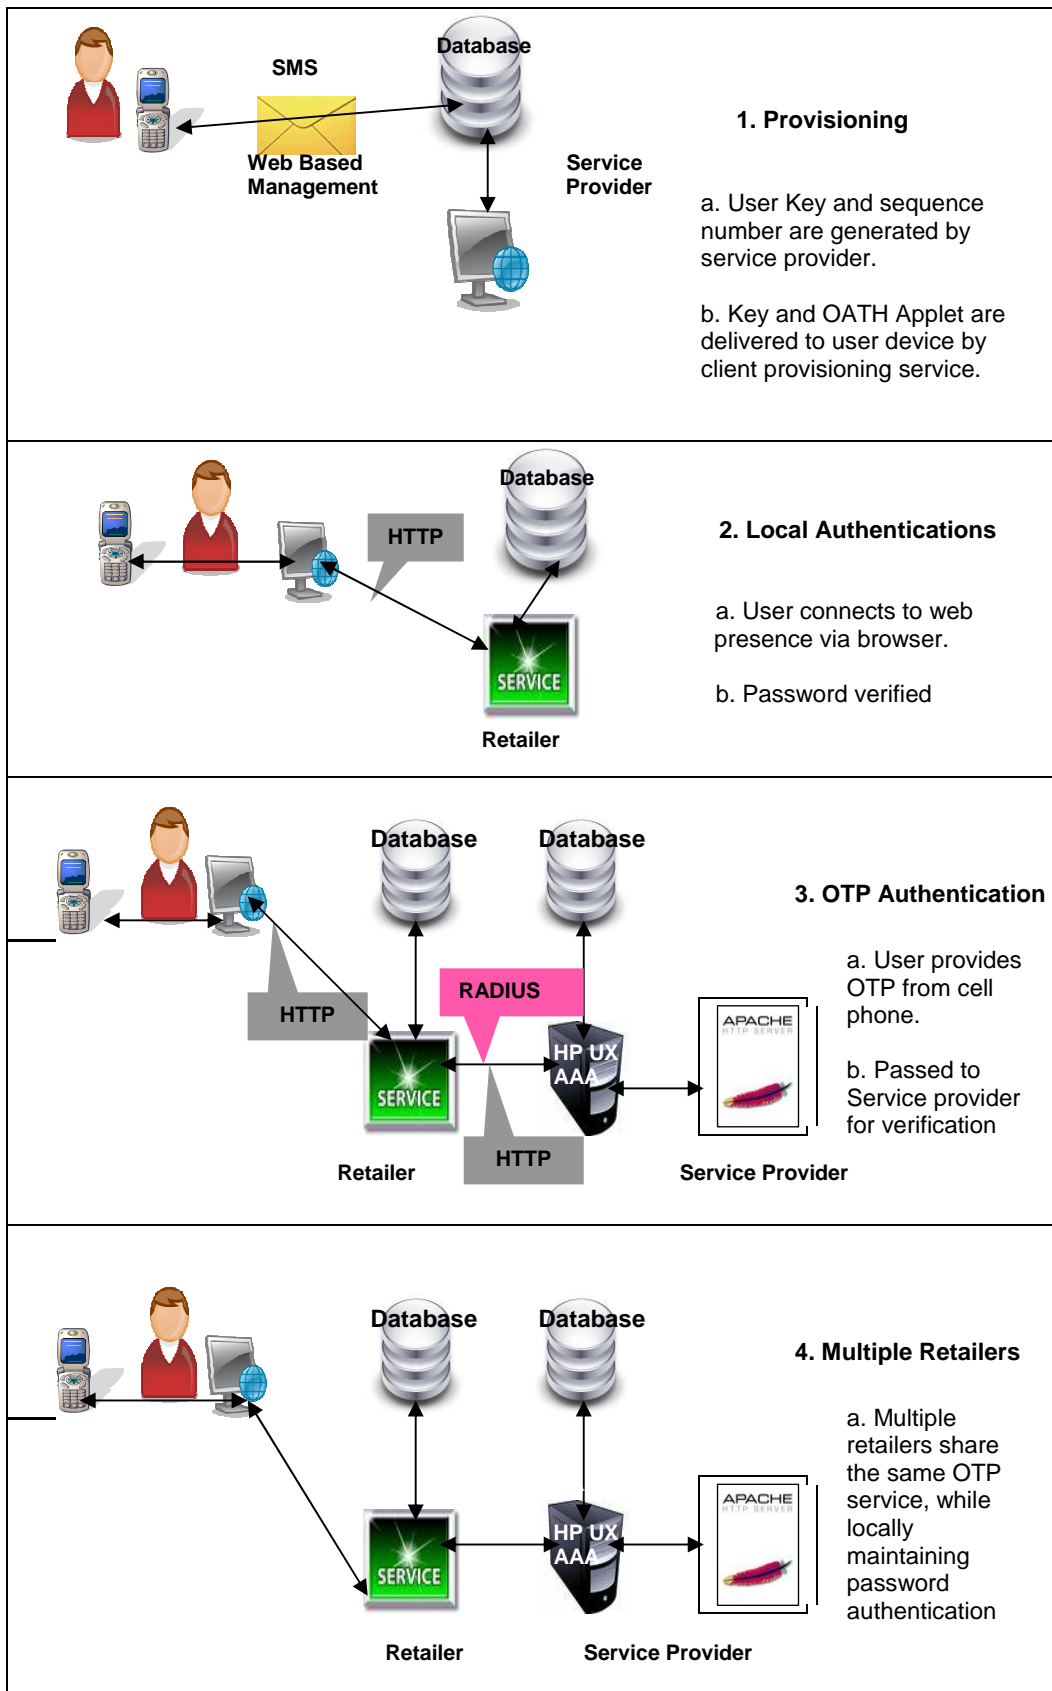 Database
SMS
1. Provisioning
Web Based
Management
Service
Provider
a. User Key and sequence
number are generated by
service provider.
b. Key and OATH Applet are
delivered to user device by
client provisioning service.
Database
HTTP
2. Local Authentications
a. User connects to web
presence via browser.
b. Password verified
SERVICE
Retailer
Database
Database
3. OTP Authentication
a. User provides
OTP from cell
phone.
b. Passed to
Service provider
for verification
RADIUS
HTTP
HP UX
AAA
APACHE
HTTP SERVER
SERVICE
HTTP
Retailer
Service Provider
Database
Database
4. Multiple Retailers
a. Multiple
retailers share
the same OTP
service, while
locally
maintaining
password
authentication
APACHE
HTTP SERVER
HP UX
AAA
SERVICE
Retailer
Service Provider